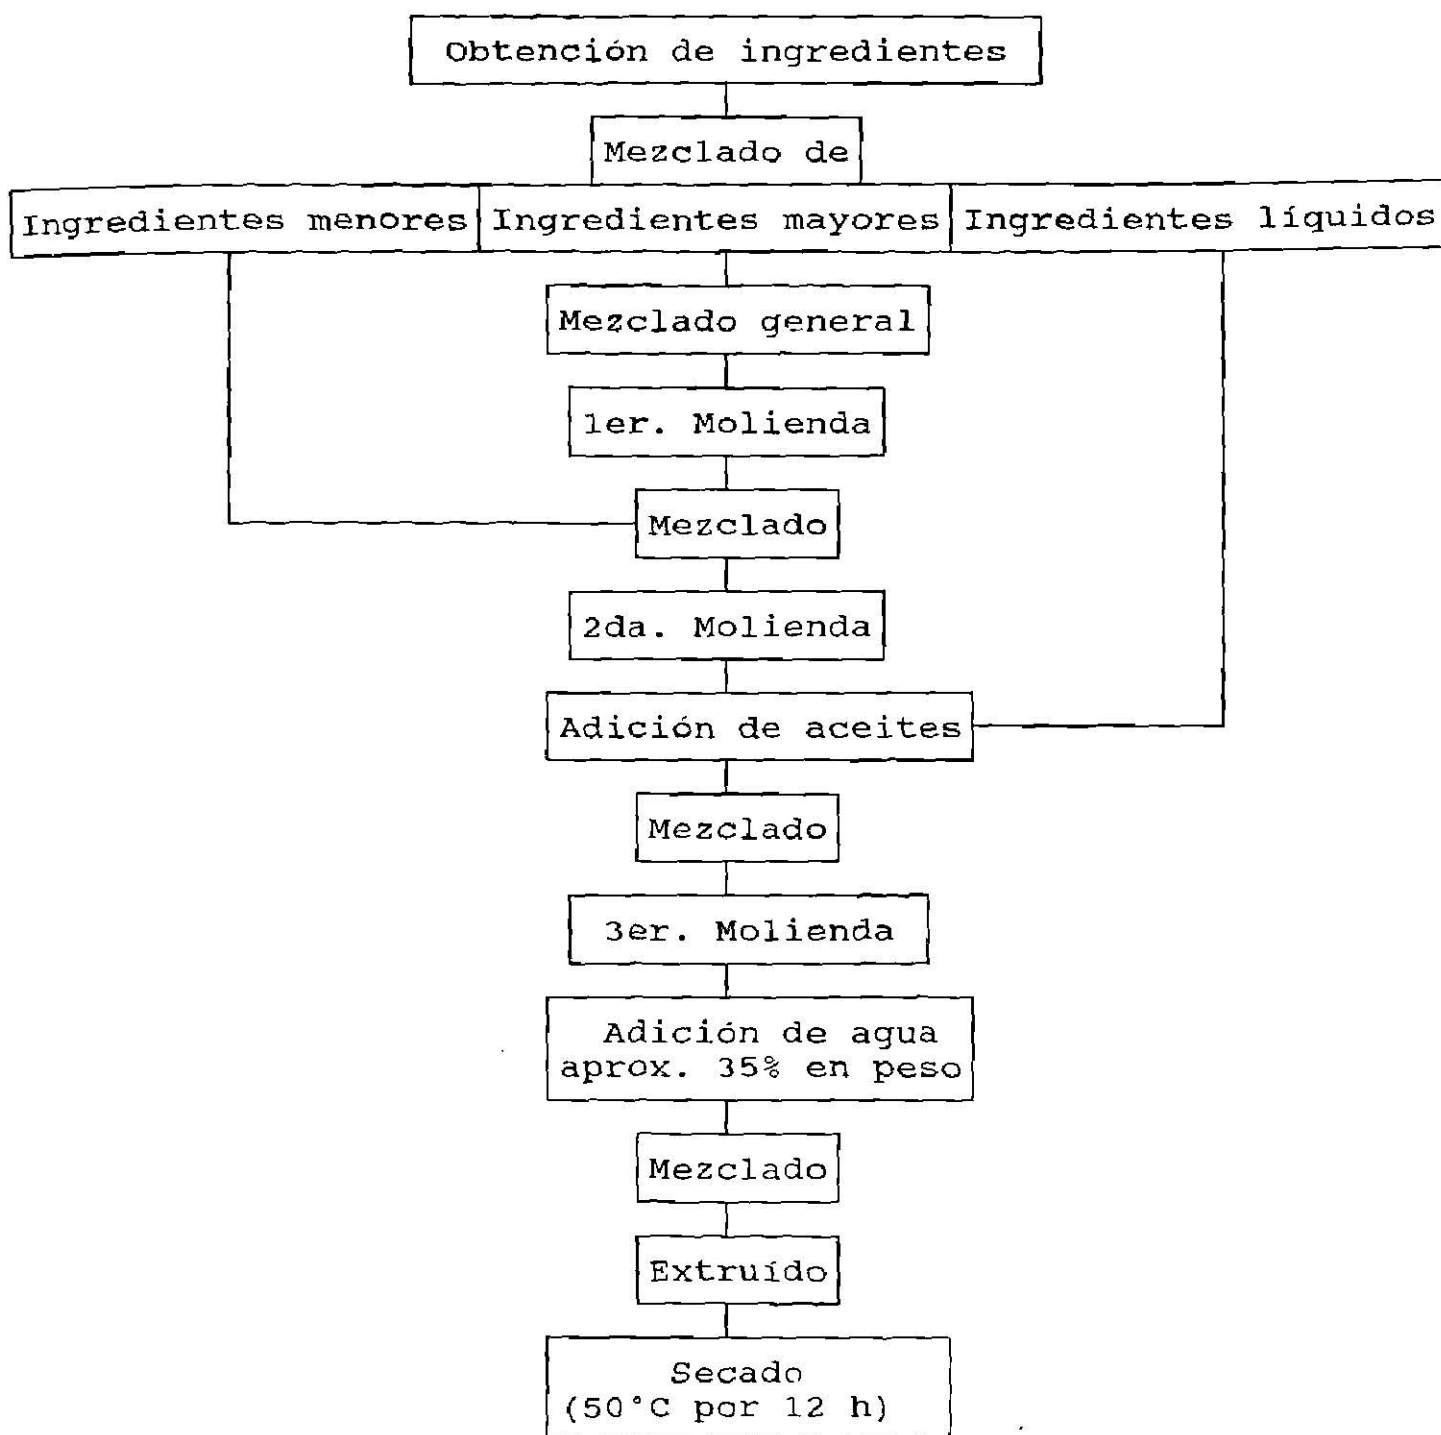 Obtención de ingredientes
Mezclado de
Ingredientes menores Ingredientes mayores Ingredientes líquidos
Mezclado general
1er. Molienda
Mezclado
2da. Molienda
Adición de aceites
Mezclado
3er. Molienda
Adición de agua
aprox. 35% en peso
Mezclado
Extruído
Secado
(50°C por 12 h)